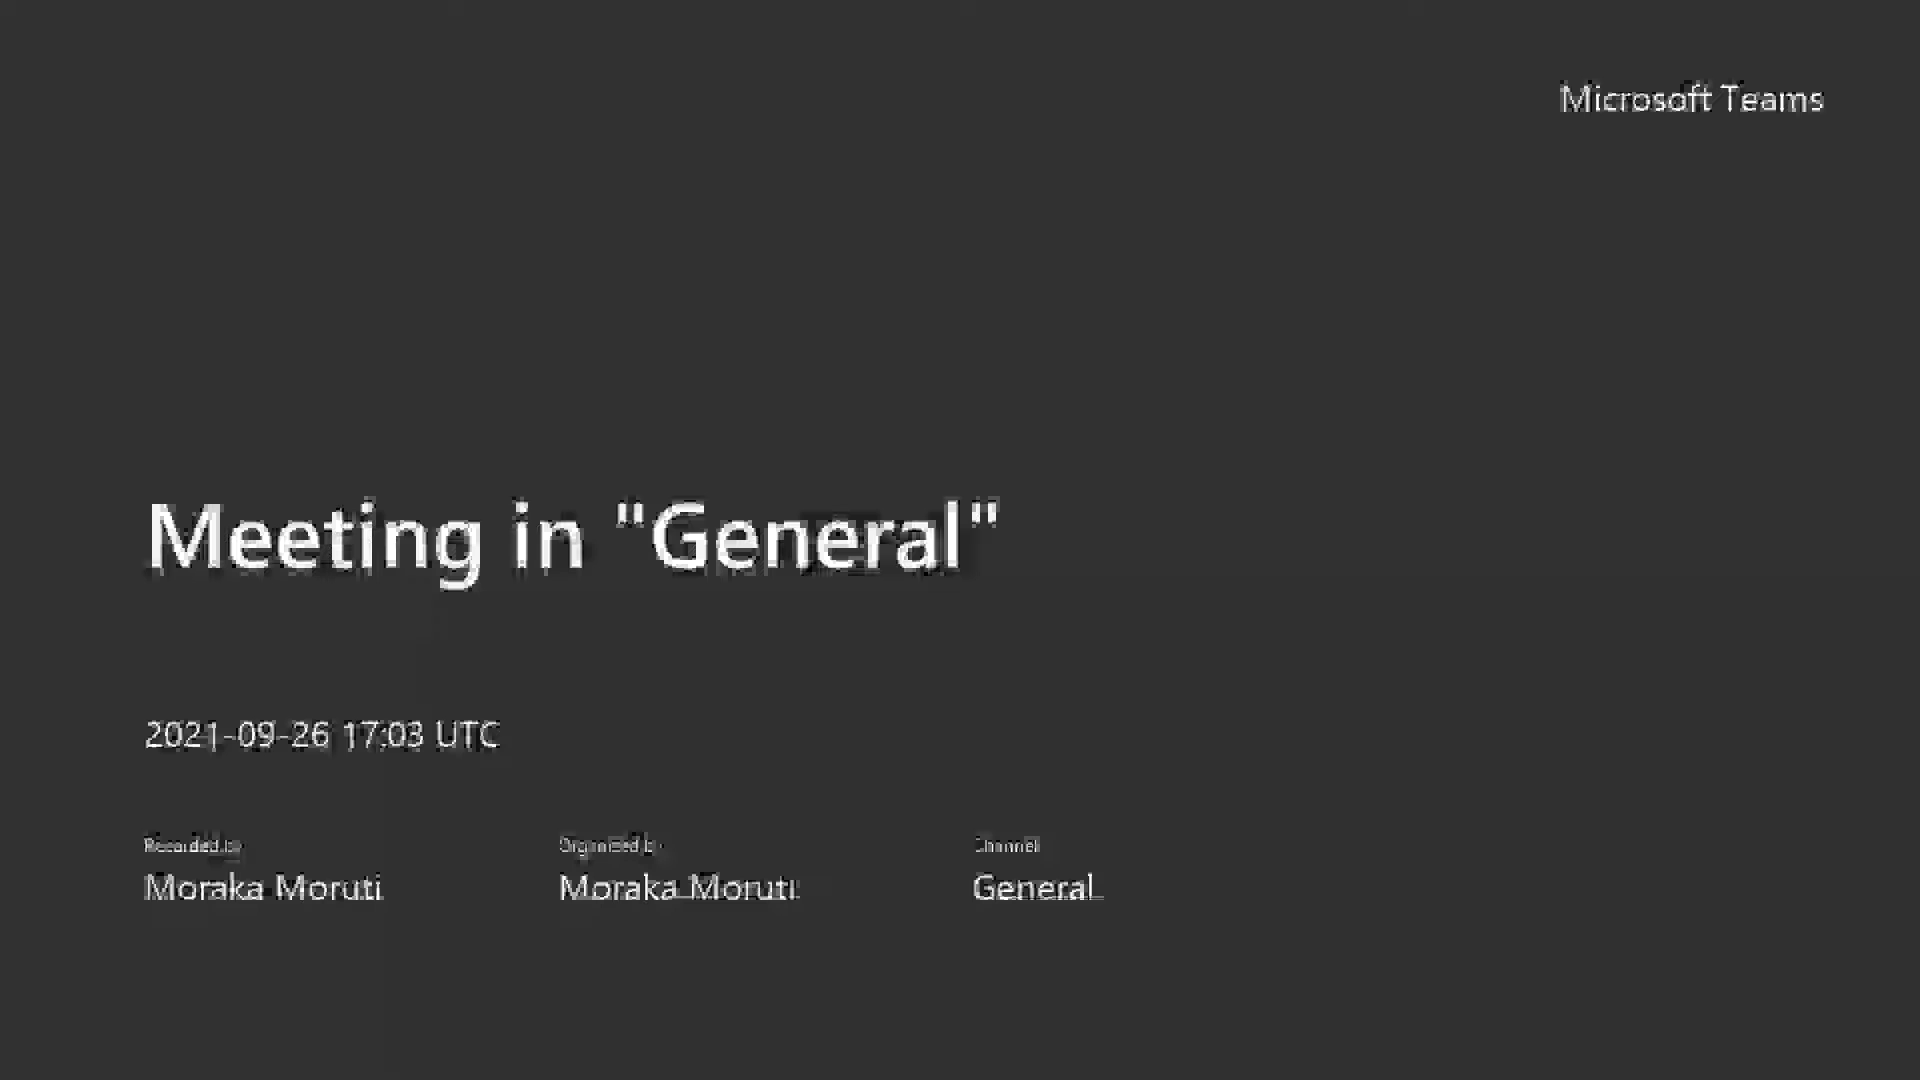 Microsoft Teams
Meeting in "General"
2021-09-26 17:03 UTC
Recorded by
Organized by
Channel
Moraka Moruti
Moraka Moruti
General